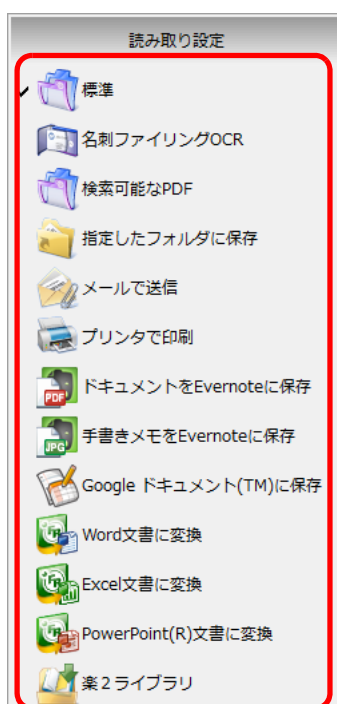 読み取り設定
標準
名刺ファイリングOCR
検索可能なPDF
指定したフォルダに保存
メールで送信
プリンタで印刷
PDF
ドキュメントをEvernoteに保存
JPG
手書きメモをEvernoteに保存
Google ドキュメント(TM)に保存
Word文書に変換
Excel文書に変換
PowerPoint(R)文書に変換
楽２ライブラリ